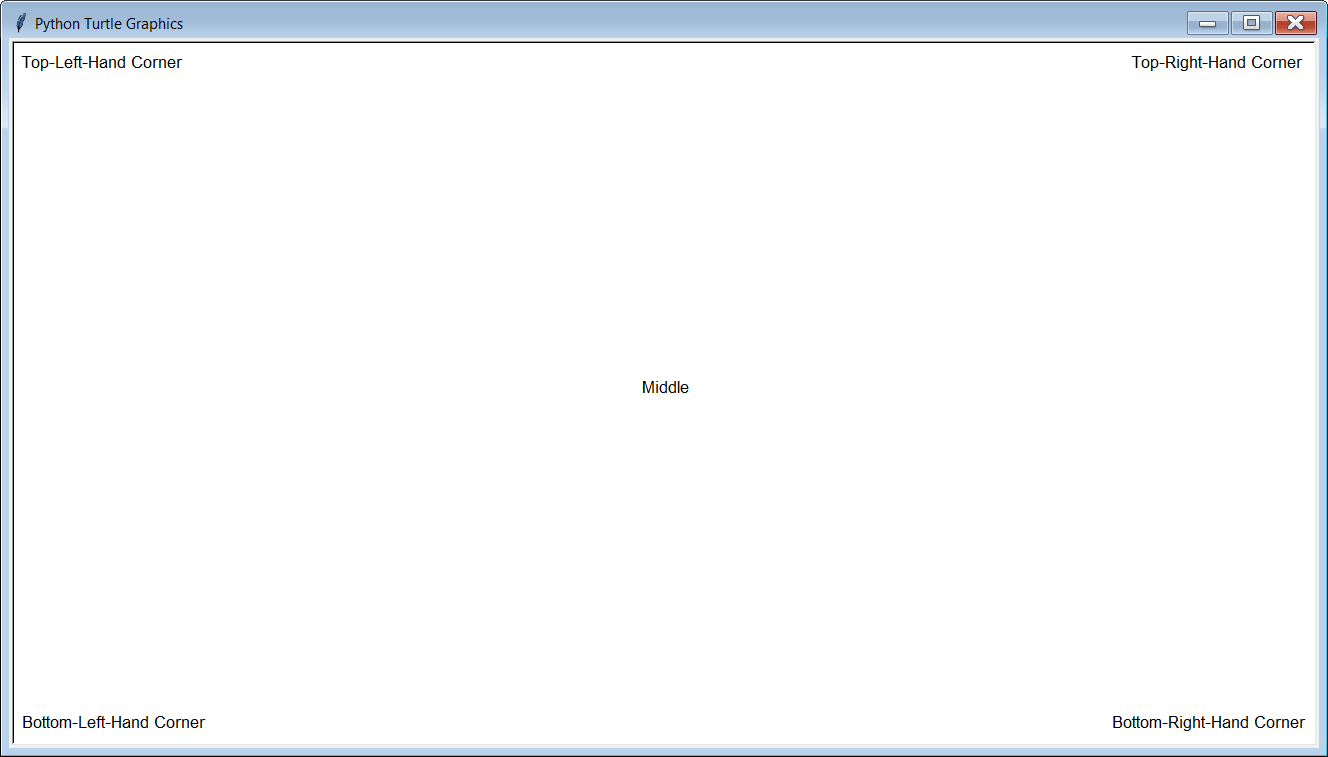 Python Turtle Graphics
Top-Left-Hand Corner
Top-Right-Hand Corner
Middle
Bottom-Left-Hand Corner
Bottom-Right-Hand Corner